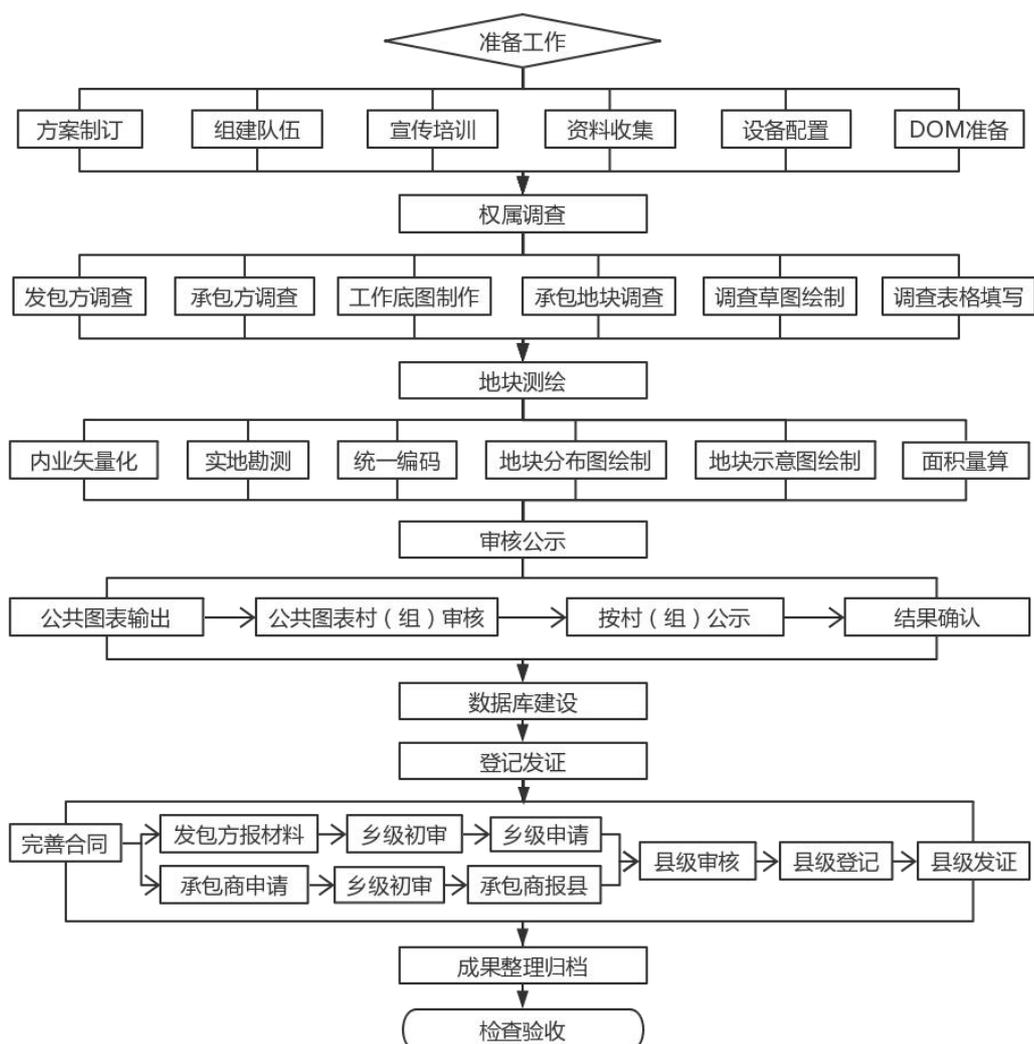 准备工作
方案制订
组建队伍
宣传培训
资料收集
设备配置
DOM准备
权属调查
发包方调查
承包方调查
工作底图制作
承包地块调查
调查草图绘制
调查表格填写
地块测绘
内业矢量化
实地勘测
统一编码
地块分布图绘制
地块示意图绘制
面积量算
审核公示
公共图表输出
公共图表村（组）审核
按村（组）公示
结果确认
数据库建设
登记发证
完善合同
发包方报材料
乡级初审
乡级申请
承包商申请
乡级初审
承包商报县
县级审核
县级登记
县级发证
成果整理归档
检查验收